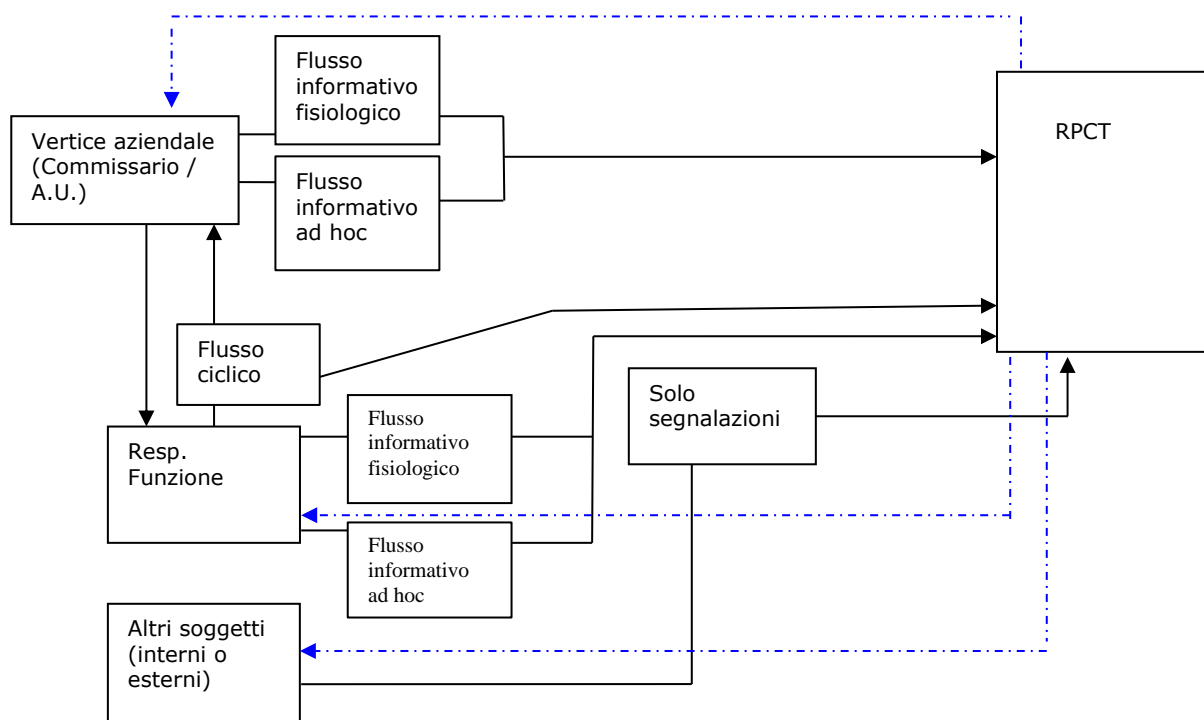 Flusso
informativo
fisiologico
Vertice aziendale
(Commissario /
A.U.)
RPCT
Flusso
informativo
ad hoc
Flusso
ciclico
Solo
segnalazioni
Resp.
Funzione
Flusso
informativo
fisiologico
Flusso
informativo
ad hoc
Altri soggetti
(interni o
esterni)